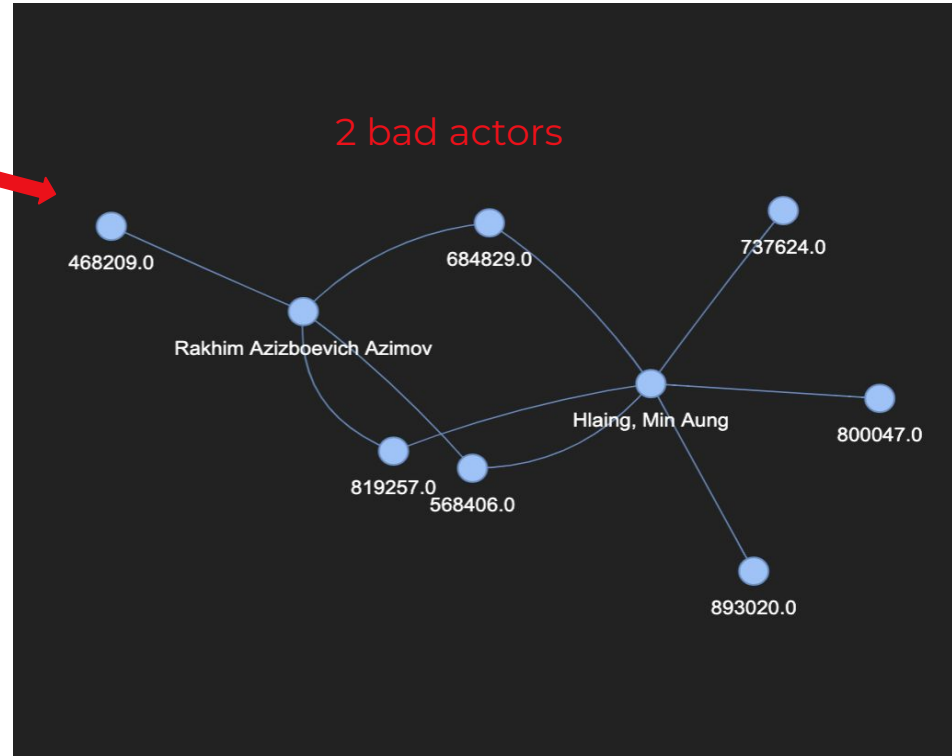 2 bad actors
468209.0
684829.0
737624.0
Rakhim Azizboevich Azimov
Hlaing, Min Aung
800047.0
819257.0
568406.0
893020.0